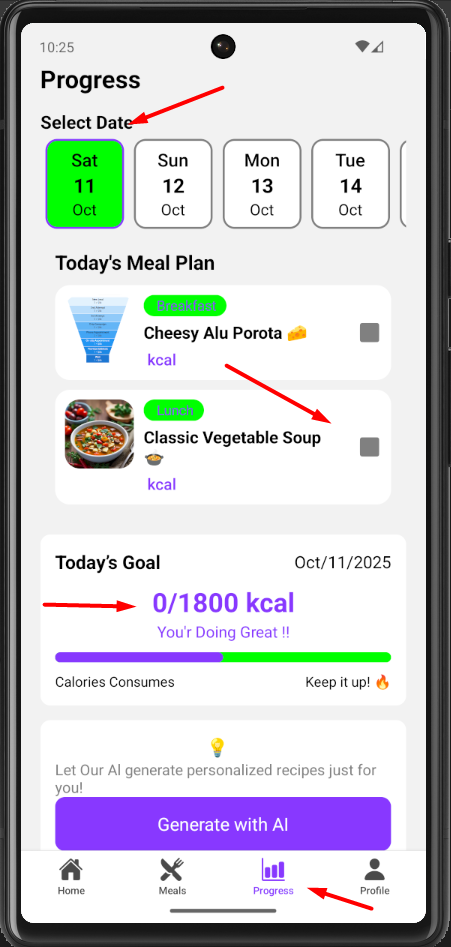 10:25
Progress
Select Date
Sat Sun Mon Tue
11 12 13 14
Oct Oct Oct Oct
Today's Meal Plan
Breakfast
Cheesy Alu Porota 🧀
kcal
Lunch
Classic Vegetable Soup
🍲
kcal
Today's Goal Oct/11/2025
0/1800 kcal
You'r Doing Great !!
Calories Consumes Keep it up! 🔥
💡
Let Our AI generate personalized recipes just for
you!
Generate with AI
Home Meals Progress Profile